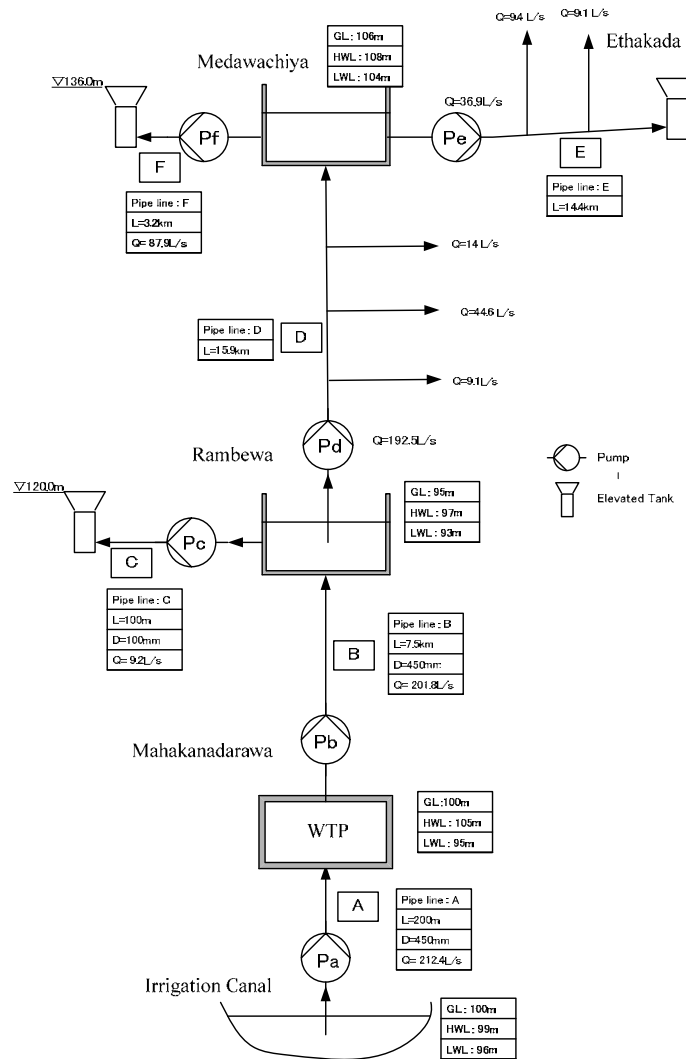 Q=9.4 L/s
Q=9.1 L/s
Ethakada
GL: 106m
HWL: 108m
LWL: 104m
Medawachiya
▽136.0m
Pf
Q=36.9L/s
Pe
F
E
Pipe line : F
L=3.2km
Q= 87.9L/s
Pipe line : E
L=14.4km
Q=14 L/s
Q=44.6 L/s
Pipe line : D
L=15.9km
D
Q=9.1L/s
Pd
Q=192.5L/s
Rambewa
Pump
Elevated Tank
▽120.0m
GL: 95m
HWL: 97m
LWL: 93m
Pc
C
Pipe line : C
L=100m
D=100mm
Q= 9.2L/s
B
Pipe line : B
L=7.5km
D=450mm
Q= 201.8L/s
Mahakanadarawa
Pb
WTP
GL:100m
HWL: 105m
LWL: 95m
A
Pipe line : A
L=200m
D=450mm
Q= 212.4L/s
Pa
Irrigation Canal
GL: 100m
HWL: 99m
LWL: 96m